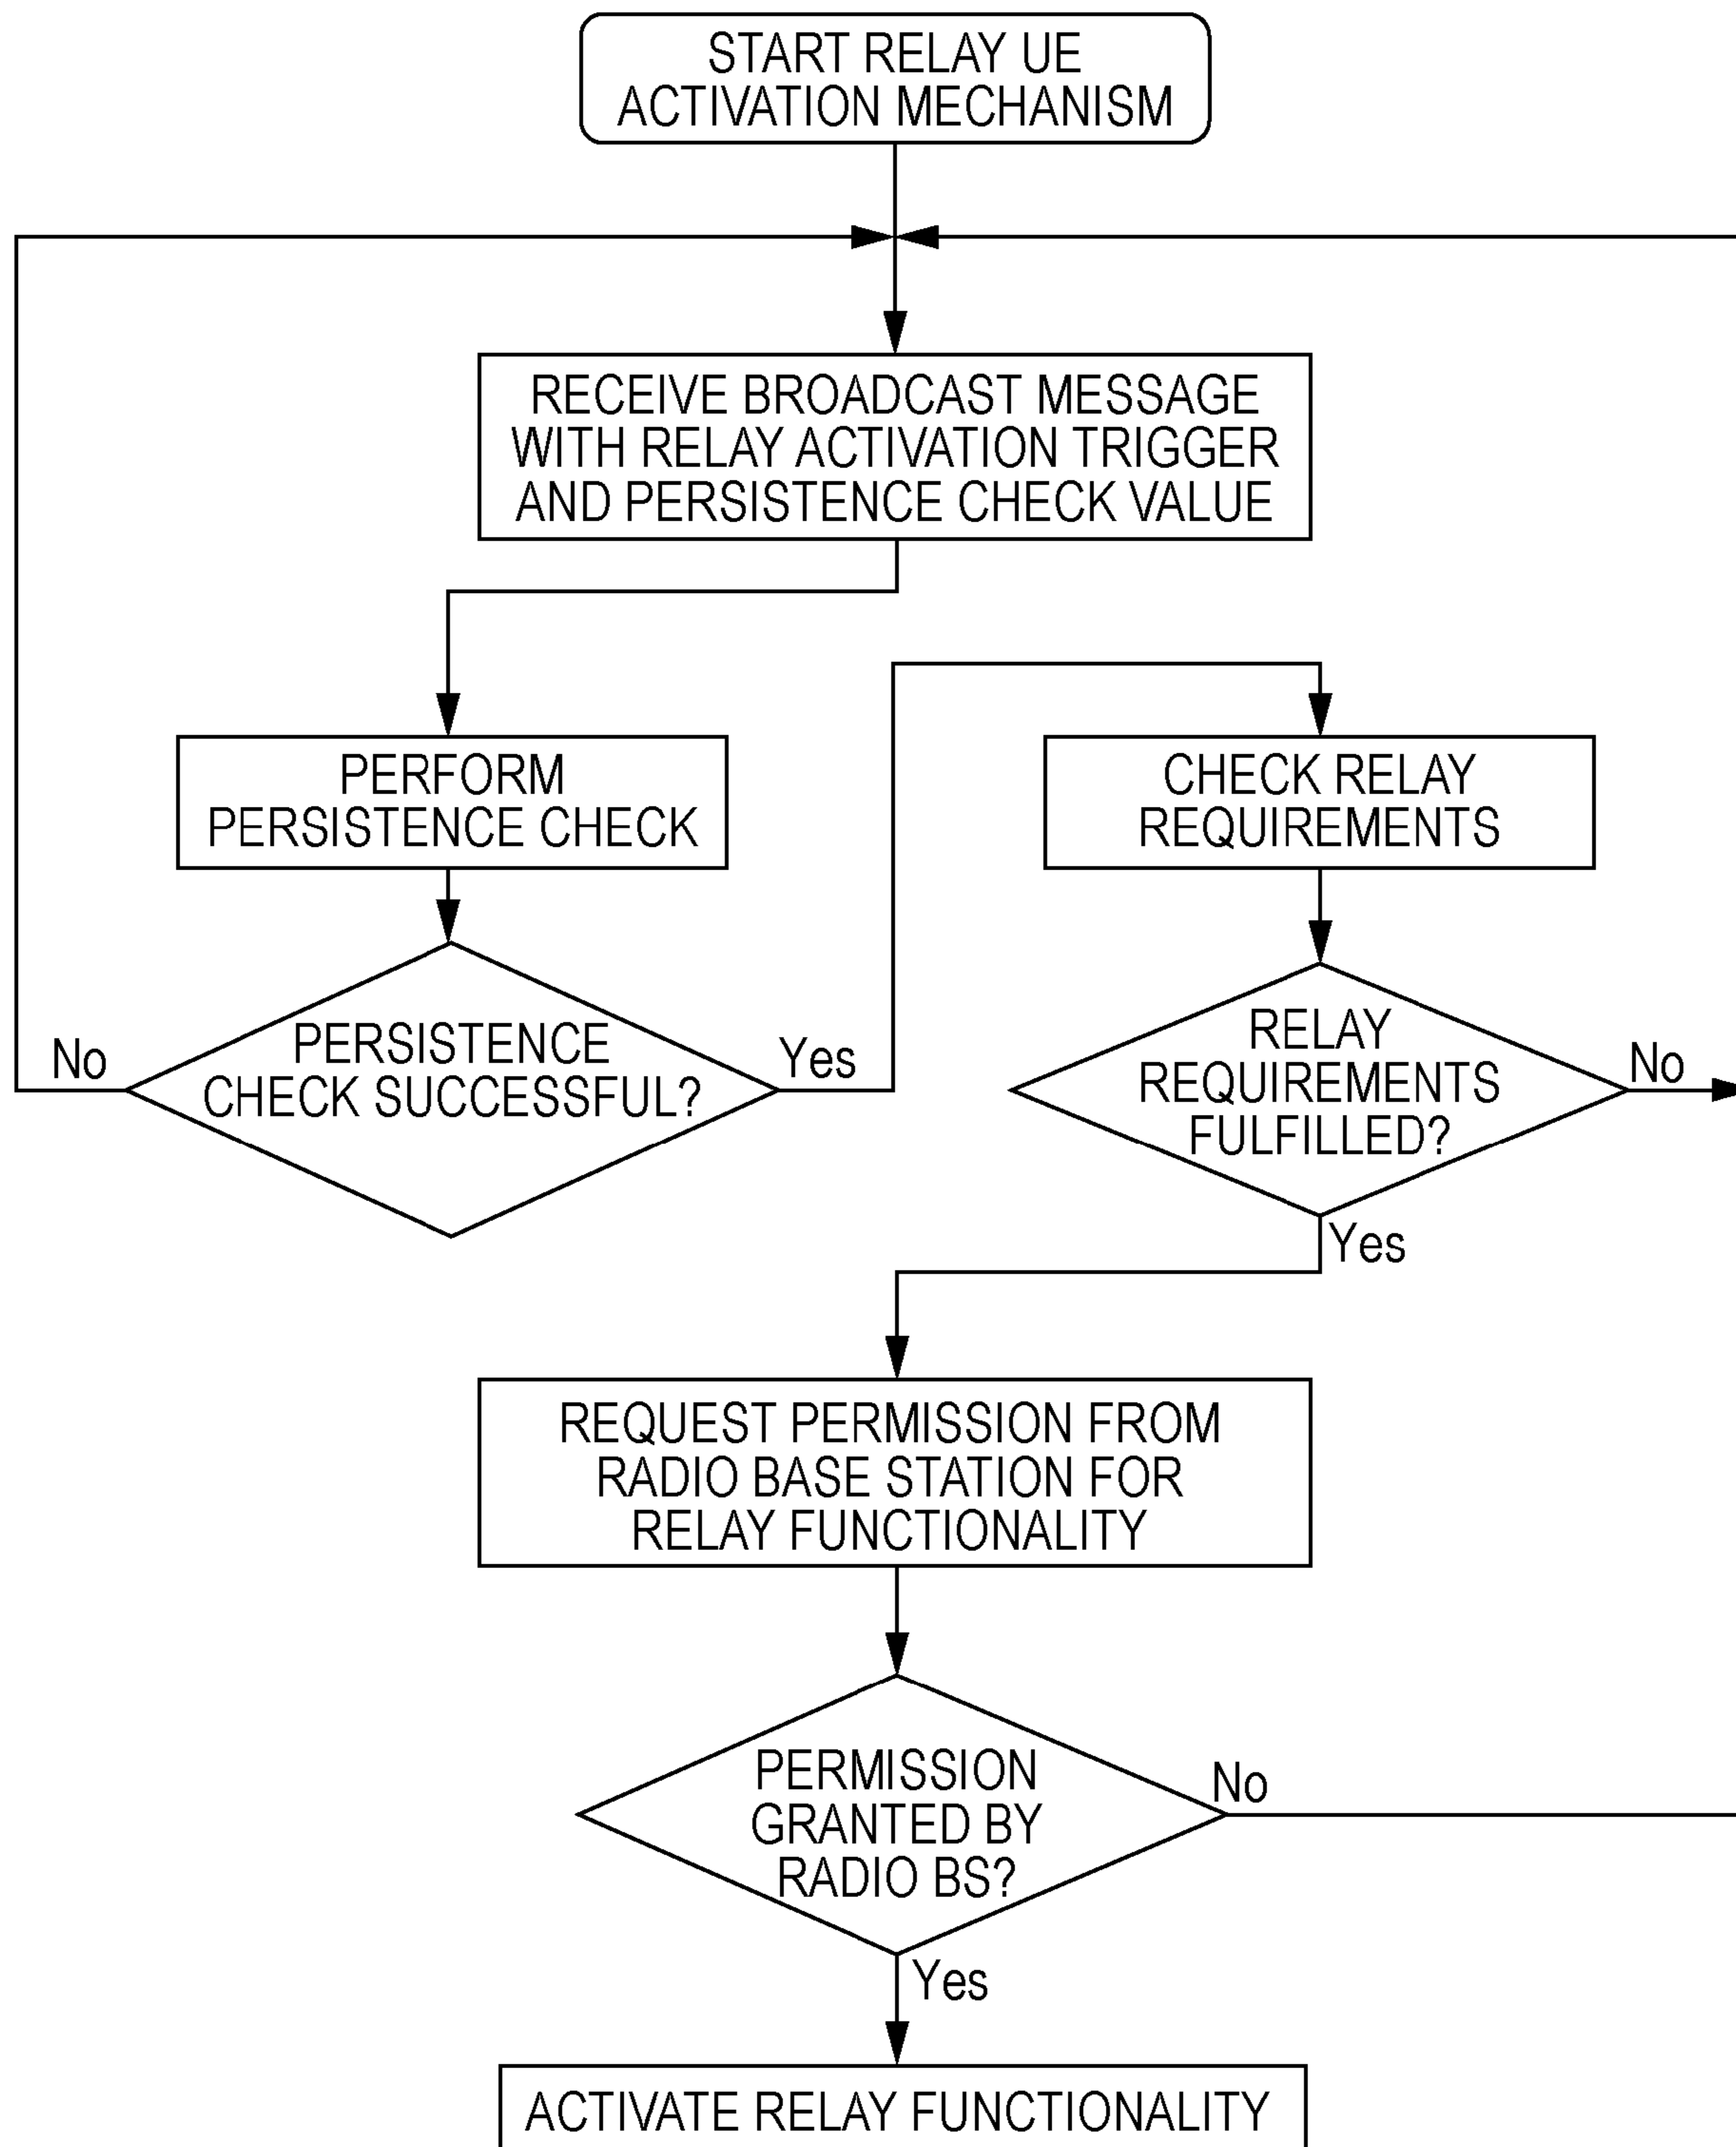 START RELAY UE
ACTIVATION MECHANISM
RECEIVE BROADCAST MESSAGE
WITH RELAY ACTIVATION TRIGGER
AND PERSISTENCE CHECK VALUE
PERFORM
PERSISTENCE CHECK
CHECK RELAY
REQUIREMENTS
No
PERSISTENCE
CHECK SUCCESSFUL?
Yes
RELAY
REQUIREMENTS
FULFILLED?
No
Yes
REQUEST PERMISSION FROM
RADIO BASE STATION FOR
RELAY FUNCTIONALITY
PERMISSION
GRANTED BY
RADIO BS?
No
Yes
ACTIVATE RELAY FUNCTIONALITY